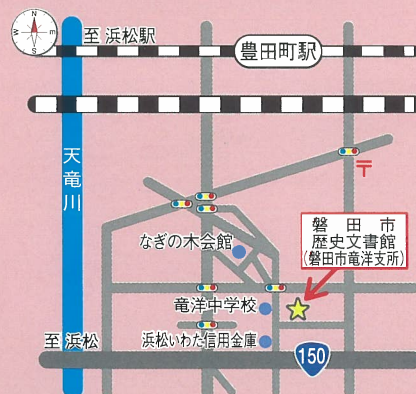 N
W E
S
至 浜松駅
豊田町駅
天竜川
〒
磐田市
歴史文書館
(磐田市竜洋支所)
なぎの木会館
竜洋中学校
至 浜松
浜松いわた信用金庫
150